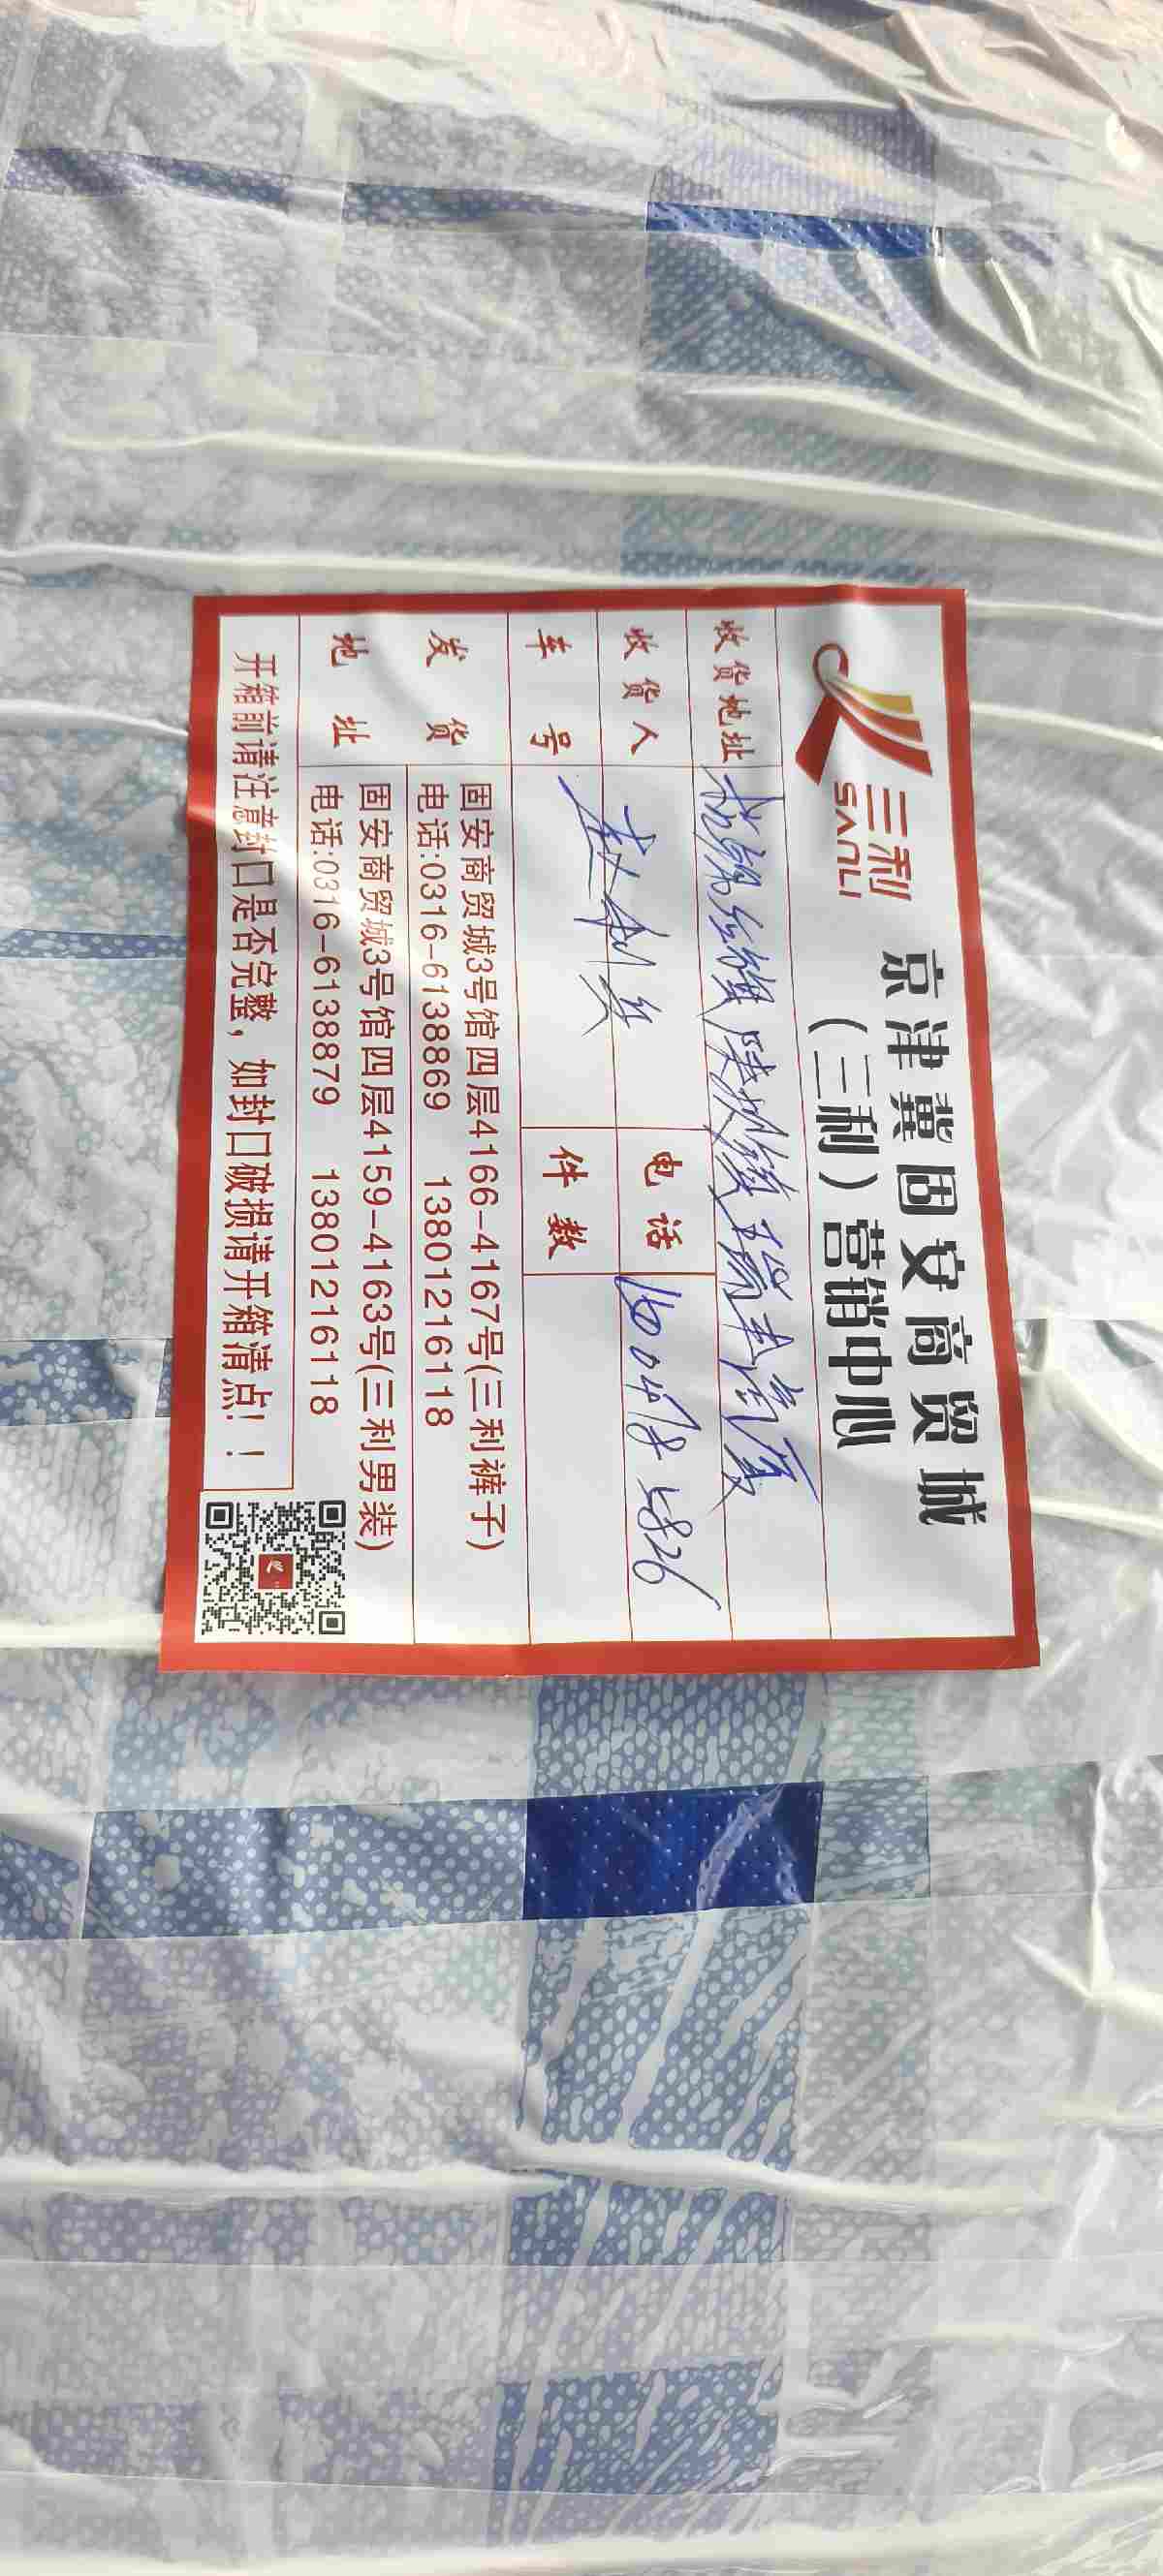 三利
SANLI
京津冀固安商贸城
(三利)营销中心
收货地址
收货人
电话
车号
件数
发货地址
固安商贸城3号馆四层4166-4167号(三利裤子)
电话:0316-6138869 13801216118
固安商贸城3号馆四层4159-4163号(三利男装)
电话:0316-6138879 13801216118
开箱前请注意封口是否完整，如封口破损请开箱清点！！